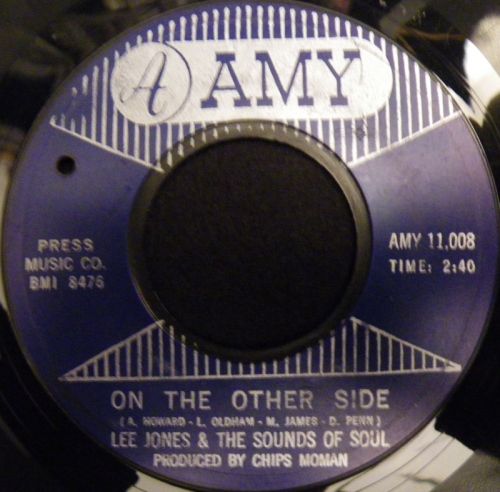 A AMY
PRESS
MUSIC CO.
BMI 8476
AMY 11,008
TIME: 2:40
ON THE OTHER SIDE
(A. HOWARD - L. OLDHAM - M. JAMES - D. PENN)
LEE JONES & THE SOUNDS OF SOUL
PRODUCED BY CHIPS MOMAN